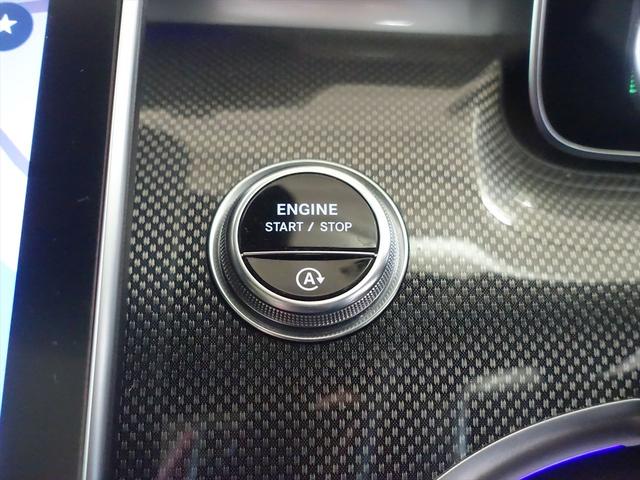 ENGINE
START / STOP
A